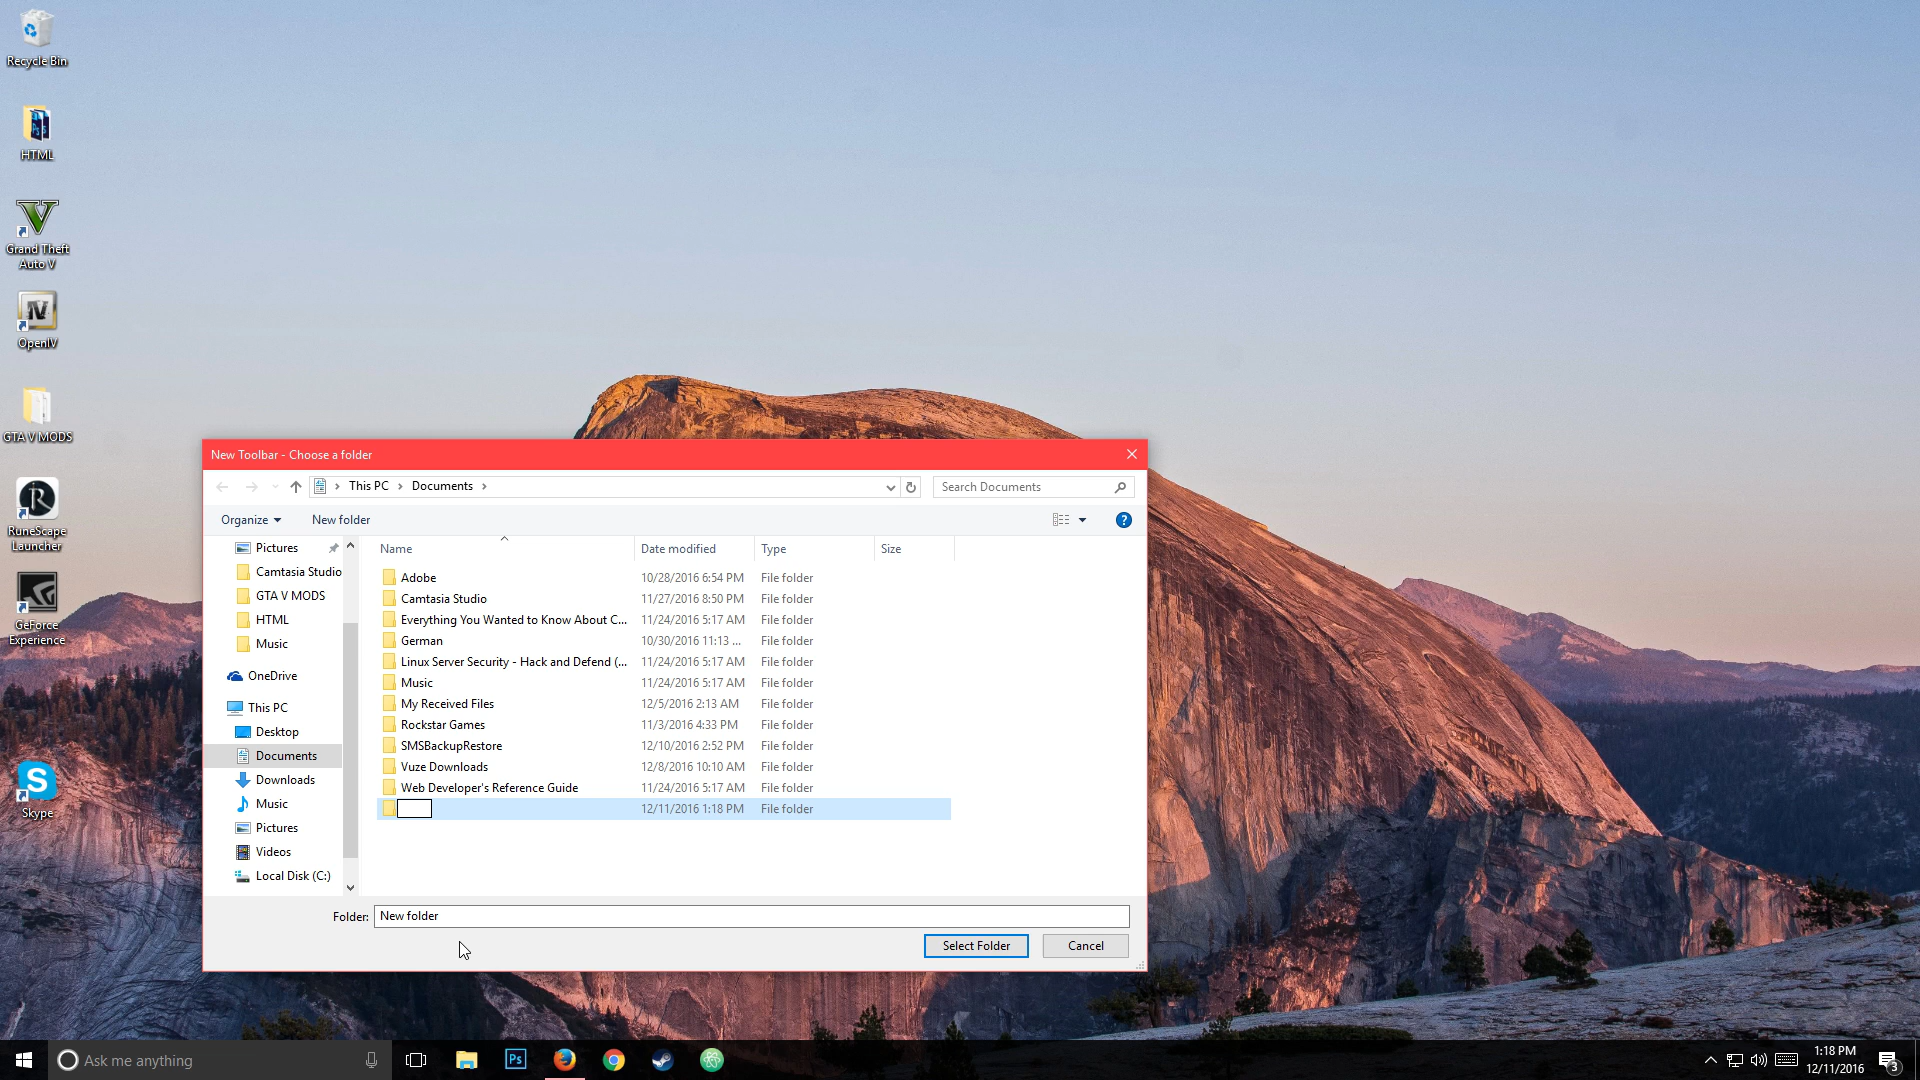 Recycle Bin
HTML
Grand Theft
Auto V
OpenIV
GTA V MODS
RuneScape
Launcher
GeForce
Experience
Skype
New Toolbar - Choose a folder
This PC
Documents
Search Documents
Organize
New folder
Pictures
Camtasia Studio
GTA V MODS
HTML
Music
OneDrive
This PC
Desktop
Documents
Downloads
Music
Pictures
Videos
Local Disk (C:)
Name Date modified Type Size
Adobe 10/28/2016 6:54 PM File folder
Camtasia Studio 11/27/2016 8:50 PM File folder
Everything You Wanted to Know About C... 11/24/2016 5:17 AM File folder
German 10/30/2016 11:13 ... File folder
Linux Server Security - Hack and Defend (... 11/24/2016 5:17 AM File folder
Music 11/24/2016 5:17 AM File folder
My Received Files 12/5/2016 2:13 AM File folder
Rockstar Games 11/3/2016 4:33 PM File folder
SMSBackupRestore 12/10/2016 2:52 PM File folder
Vuze Downloads 12/8/2016 10:10 AM File folder
Web Developer's Reference Guide 11/24/2016 5:17 AM File folder
12/11/2016 1:18 PM File folder
Folder: New folder
Select Folder Cancel
Ask me anything
Ps
1:18 PM
12/11/2016
3